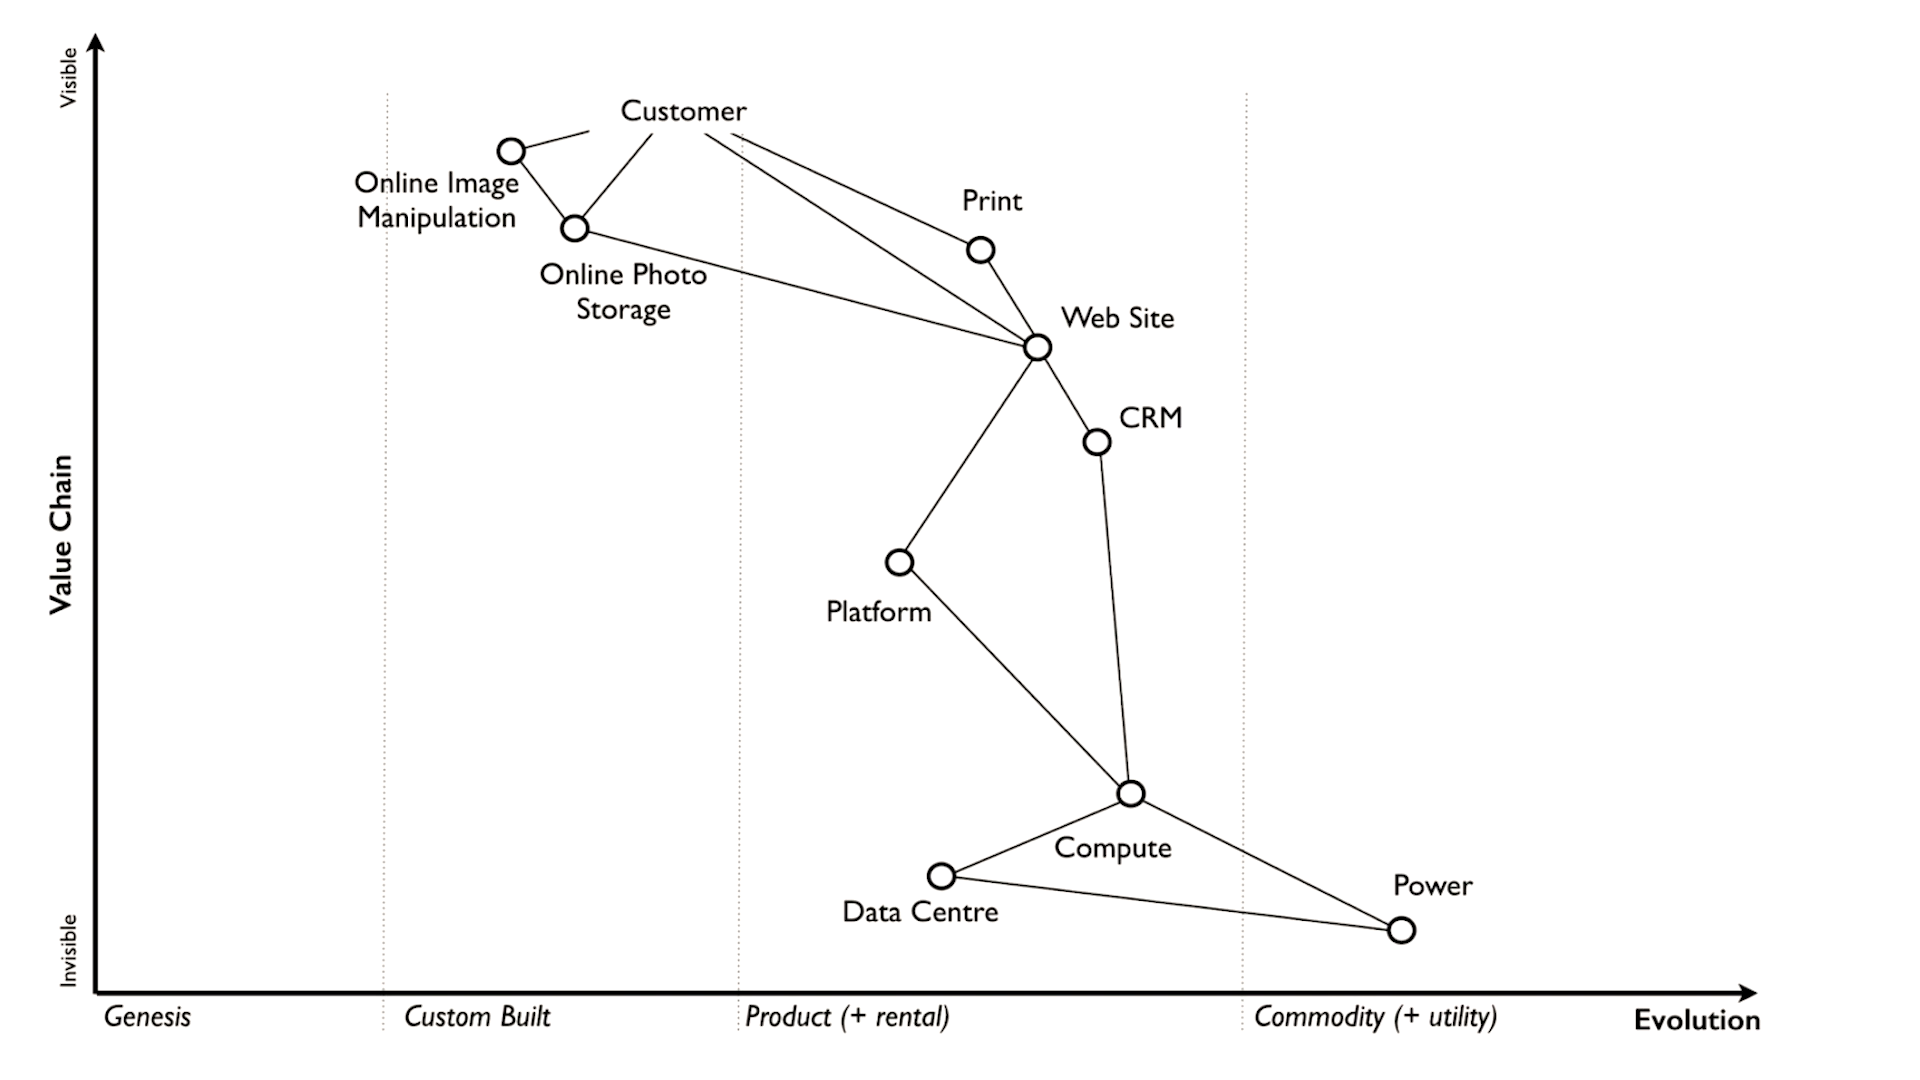 Visible
Customer
Online Image
Manipulation
Print
Online Photo
Storage
Web Site
CRM
Value Chain
Platform
Compute
Power
Data Centre
Invisible
Genesis
Custom Built
Product (+ rental)
Commodity (+ utility)
Evolution